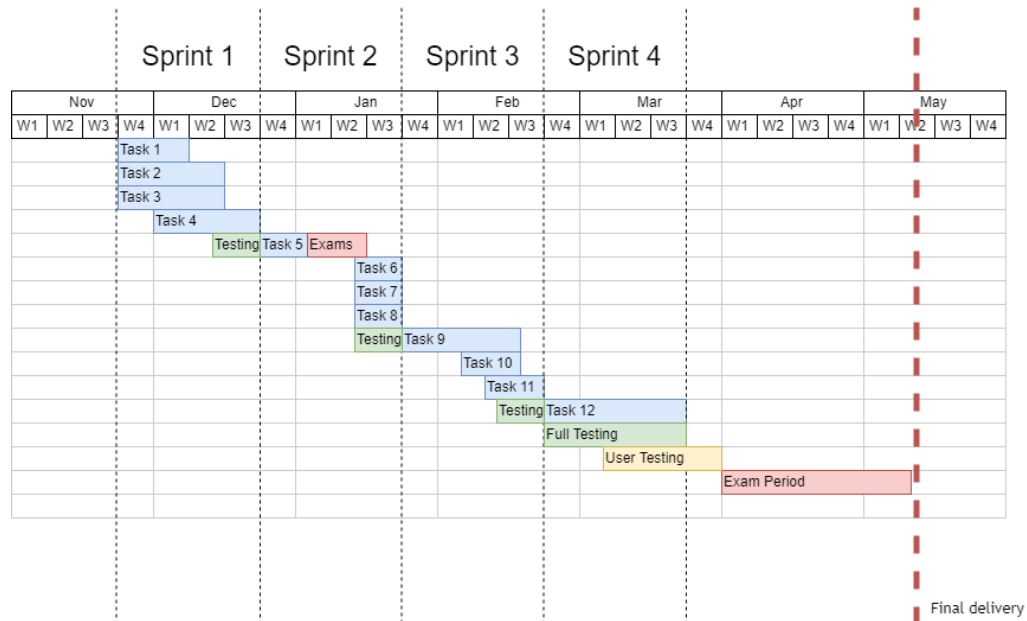 Sprint 1 Sprint 2 Sprint 3 Sprint 4
Nov Dec Jan Feb Mar Apr May
W1 W2 W3 W4 W1 W2 W3 W4 W1 W2 W3 W4 W1 W2 W3 W4 W1 W2 W3 W4 W1 W2 W3 W4 W1 W2 W3 W4
Task 1
Task 2
Task 3
Task 4
Testing Task 5 Exams
Task 6
Task 7
Task 8
Testing Task 9
Task 10
Task 11
Testing Task 12
Full Testing
User Testing
Exam Period
Final delivery